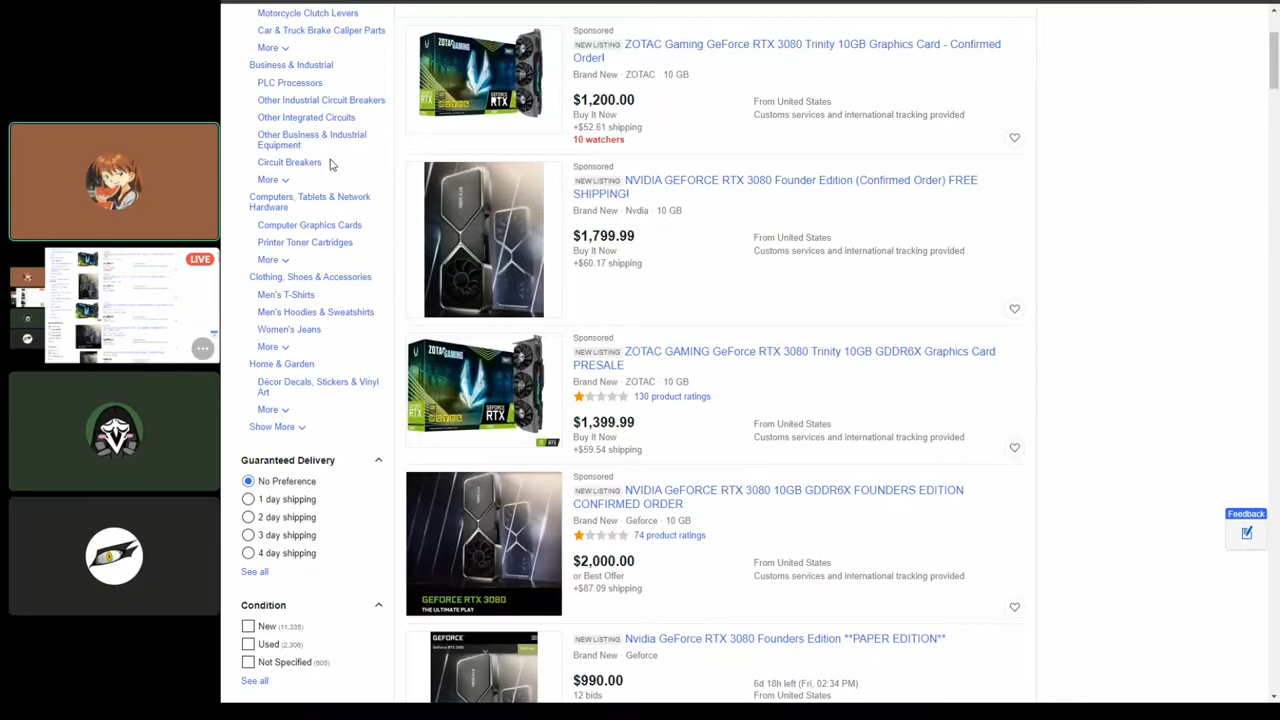 Motorcycle Clutch Levers
Car & Truck Brake Caliper Parts
More
Business & Industrial
PLC Processors
Other Industrial Circuit Breakers
Other Integrated Circuits
Other Business & Industrial
Equipment
Circuit Breakers
More
Computers, Tablets & Network
Hardware
Computer Graphics Cards
Printer Toner Cartridges
More
Clothing, Shoes & Accessories
Men's T-Shirts
Men's Hoodies & Sweatshirts
Women's Jeans
More
Home & Garden
Décor Decals, Stickers & Vinyl
Art
More
Show More
Guaranteed Delivery
No Preference
1 day shipping
2 day shipping
3 day shipping
4 day shipping
See all
Condition
New (11,335)
Used (2,306)
Not Specified (605)
See all
LIVE
Sponsored
NEW LISTING ZOTAC Gaming GeForce RTX 3080 Trinity 10GB Graphics Card - Confirmed
Order!
Brand New · ZOTAC · 10 GB
$1,200.00
Buy It Now
+$52.61 shipping
10 watchers
From United States
Customs services and international tracking provided
ZOTAC GAMING
GEFORCE RTX
Sponsored
NEW LISTING NVIDIA GEFORCE RTX 3080 Founder Edition (Confirmed Order) FREE
SHIPPING!
Brand New · Nvdia · 10 GB
$1,799.99
Buy It Now
+$60.17 shipping
From United States
Customs services and international tracking provided
Sponsored
NEW LISTING ZOTAC GAMING GeForce RTX 3080 Trinity 10GB GDDR6X Graphics Card
PRESALE
Brand New · ZOTAC · 10 GB
130 product ratings
$1,399.99
Buy It Now
+$59.54 shipping
From United States
Customs services and international tracking provided
ZOTAC GAMING
GEFORCE RTX
Sponsored
NEW LISTING NVIDIA GeForce RTX 3080 10GB GDDR6X FOUNDERS EDITION
CONFIRMED ORDER
Brand New · Geforce · 10 GB
74 product ratings
$2,000.00
or Best Offer
+$87.09 shipping
From United States
Customs services and international tracking provided
GEFORCE RTX 3080
THE ULTIMATE PLAY
NEW LISTING Nvidia GeForce RTX 3080 Founders Edition **PAPER EDITION**
Brand New · Geforce
$990.00
12 bids
6d 18h left (Fri, 02:34 PM)
From United States
GEFORCE
Feedback